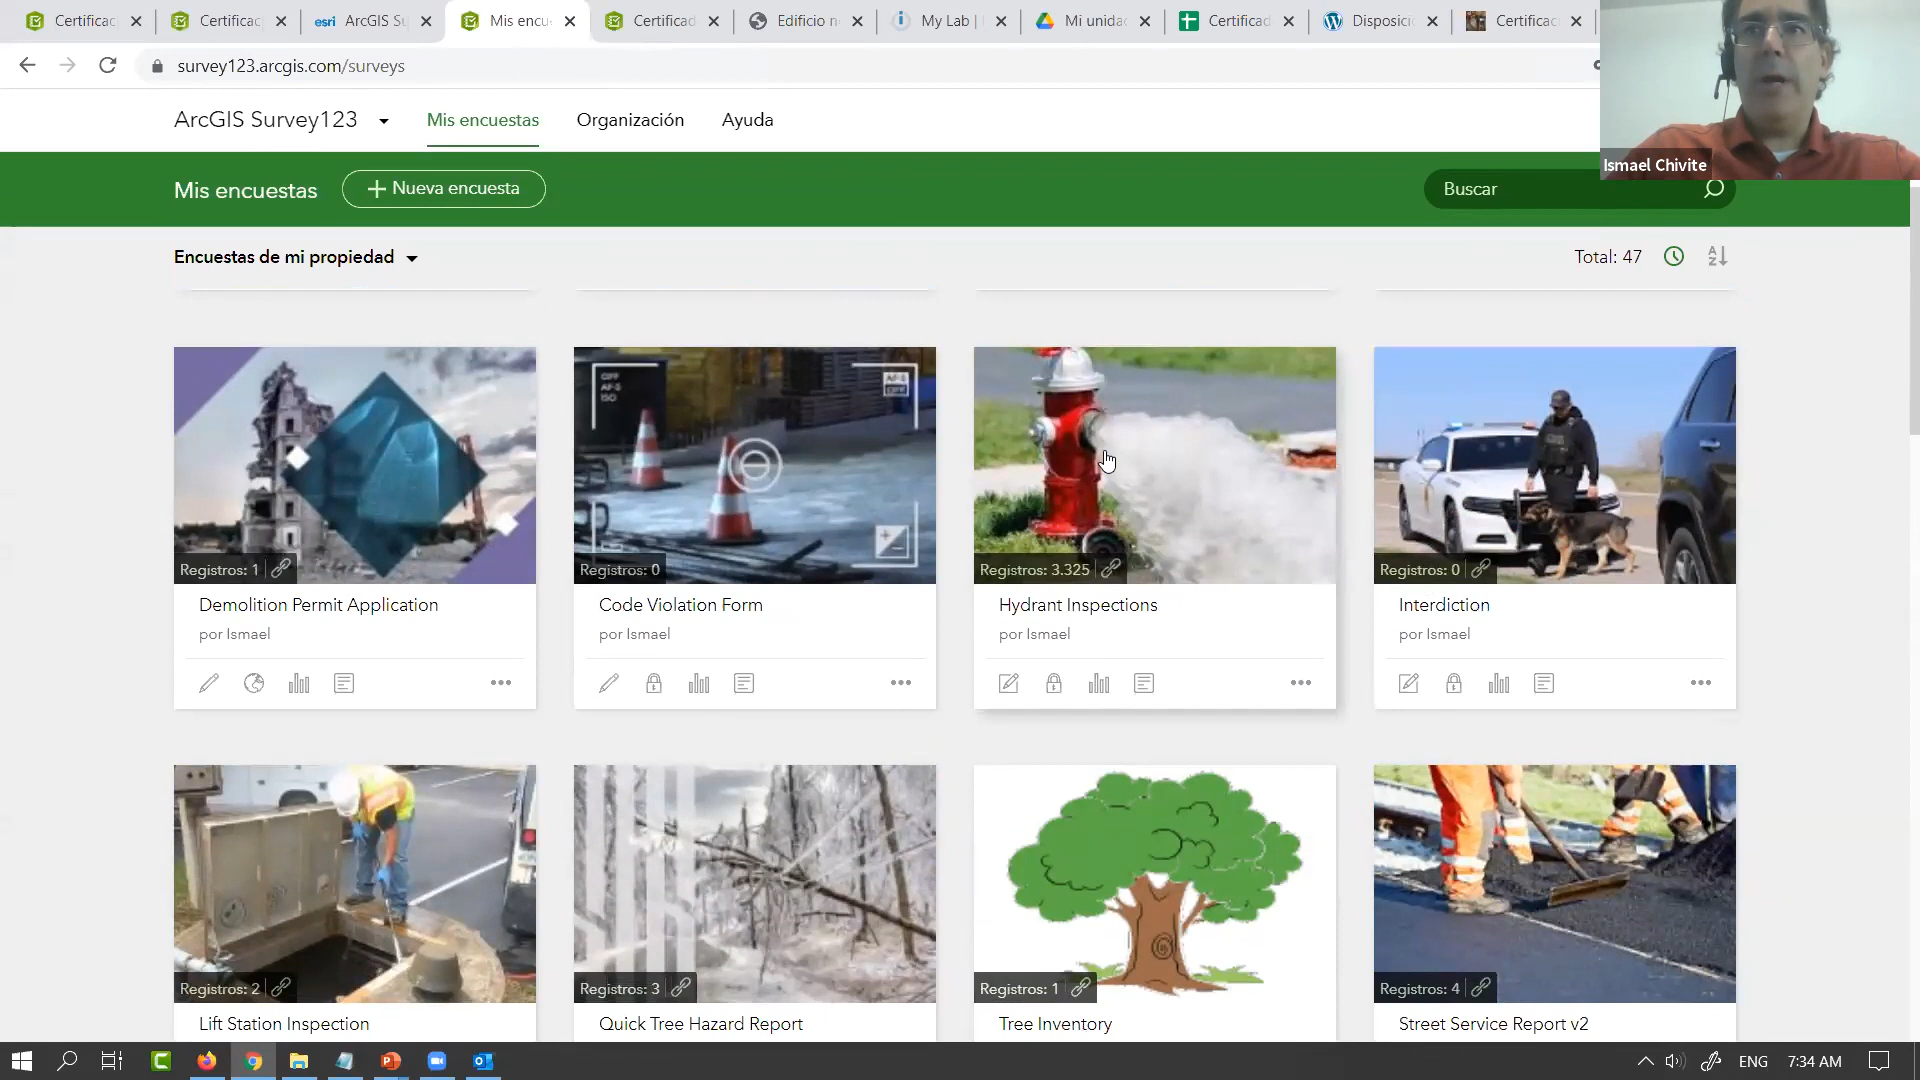 Certificac
Certificac
esri ArcGIS Su
Mis encu
Certificad
Edificio n
My Lab |
Mi unida
Certificad
Disposici
Certificac
survey123.arcgis.com/surveys
ArcGIS Survey123
Mis encuestas
Organización
Ayuda
Ismael Chivite
Mis encuestas
Nueva encuesta
Buscar
Encuestas de mi propiedad
Total: 47
OFF
AF-S
ISO
Registros: 1
Registros: 0
Registros: 3.325
Registros: 0
Demolition Permit Application
Code Violation Form
Hydrant Inspections
Interdiction
por Ismael
por Ismael
por Ismael
por Ismael
Registros: 2
Registros: 3
Registros: 1
Registros: 4
Lift Station Inspection
Quick Tree Hazard Report
Tree Inventory
Street Service Report v2
ENG
7:34 AM